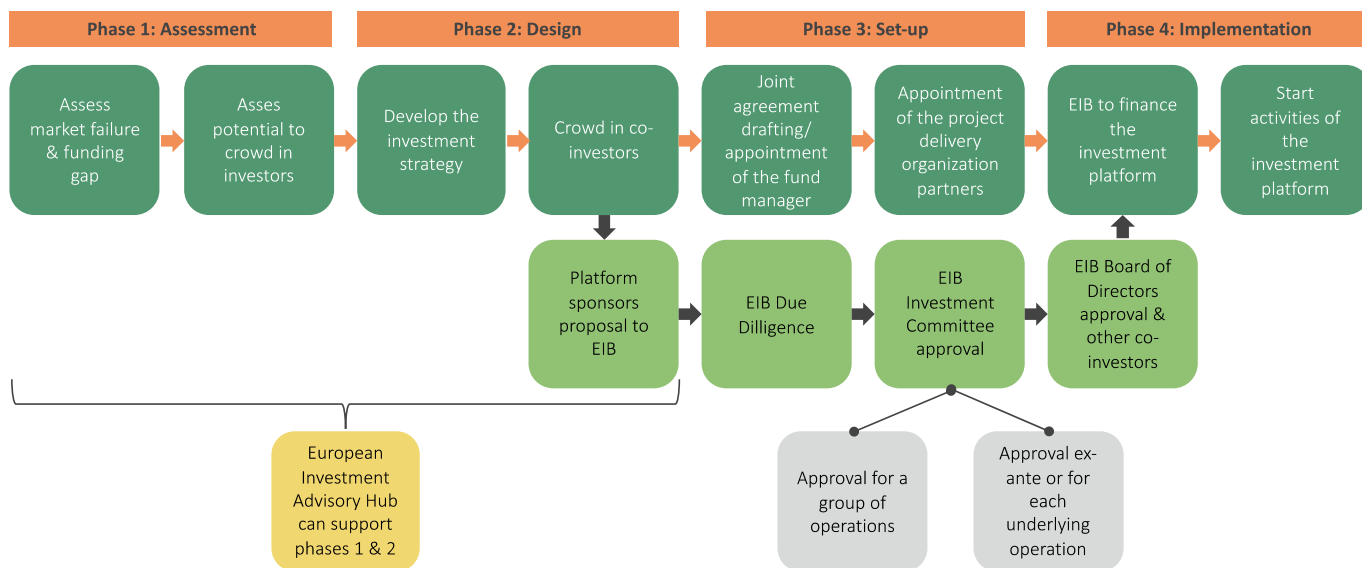 Phase 1: Assessment
Phase 2: Design
Phase 3: Set-up
Phase 4: Implementation
Assess
market failure
& funding
gap
Asses
potential to
crowd in
investors
Develop the
investment
strategy
Crowd in co-
investors
Joint
agreement
drafting/
appointment
of the fund
manager
Appointment
of the project
delivery
organization
partners
EIB to finance
the
investment
platform
Start
activities of
the
investment
platform
Platform
sponsors
proposal to
EIB
EIB Due
Dilligence
EIB
Investment
Committee
approval
EIB Board of
Directors
approval &
other co-
investors
European
Investment
Advisory Hub
can support
phases 1 & 2
Approval for a
group of
operations
Approval ex-
ante or for
each
underlying
operation